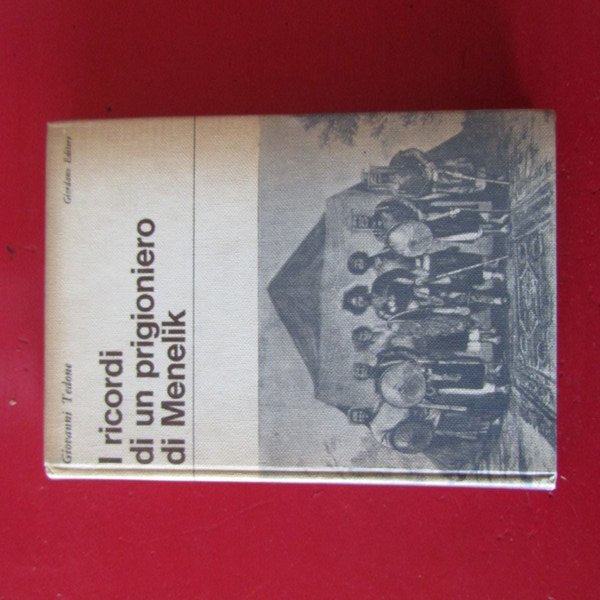 Giovanni Tedone
Giordano Editore
I ricordi
di un prigioniero
di Menelik